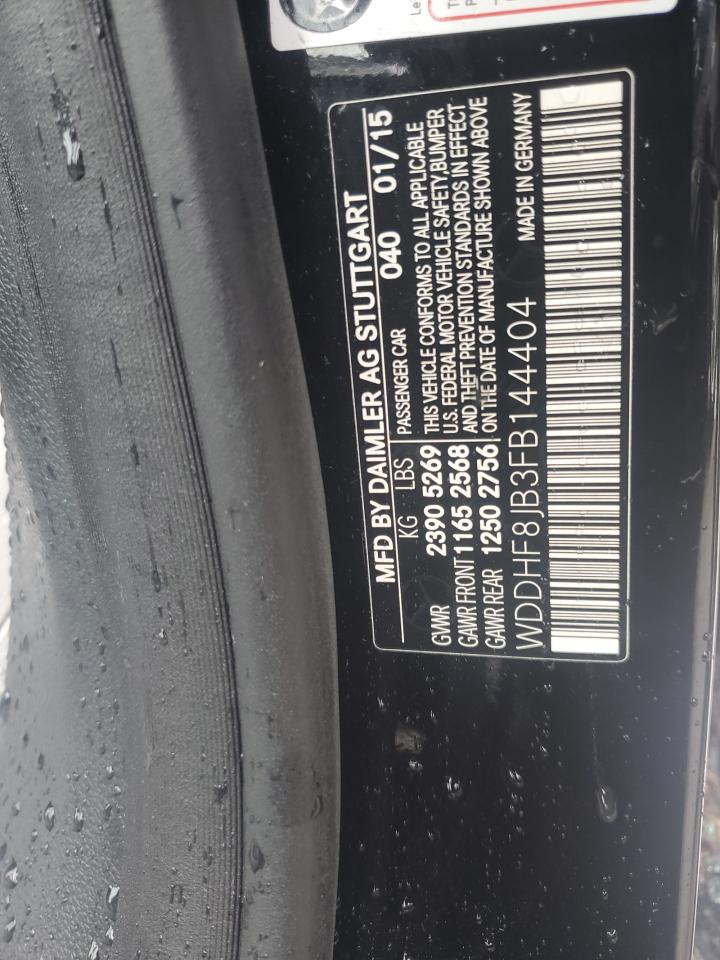 MFD BY DAIMLER AG STUTTGART
KG LBS 040 01/15
PASSENGER CAR
GVWR 2390 5269 THIS VEHICLE CONFORMS TO ALL APPLICABLE
GAWR FRONT 1165 2568 U.S. FEDERAL MOTOR VEHICLE SAFETY,BUMPER
AND THEFT PREVENTION STANDARDS IN EFFECT
GAWR REAR 1250 2756 ON THE DATE OF MANUFACTURE SHOWN ABOVE
WDDHF8JB3FB144404 MADE IN GERMANY